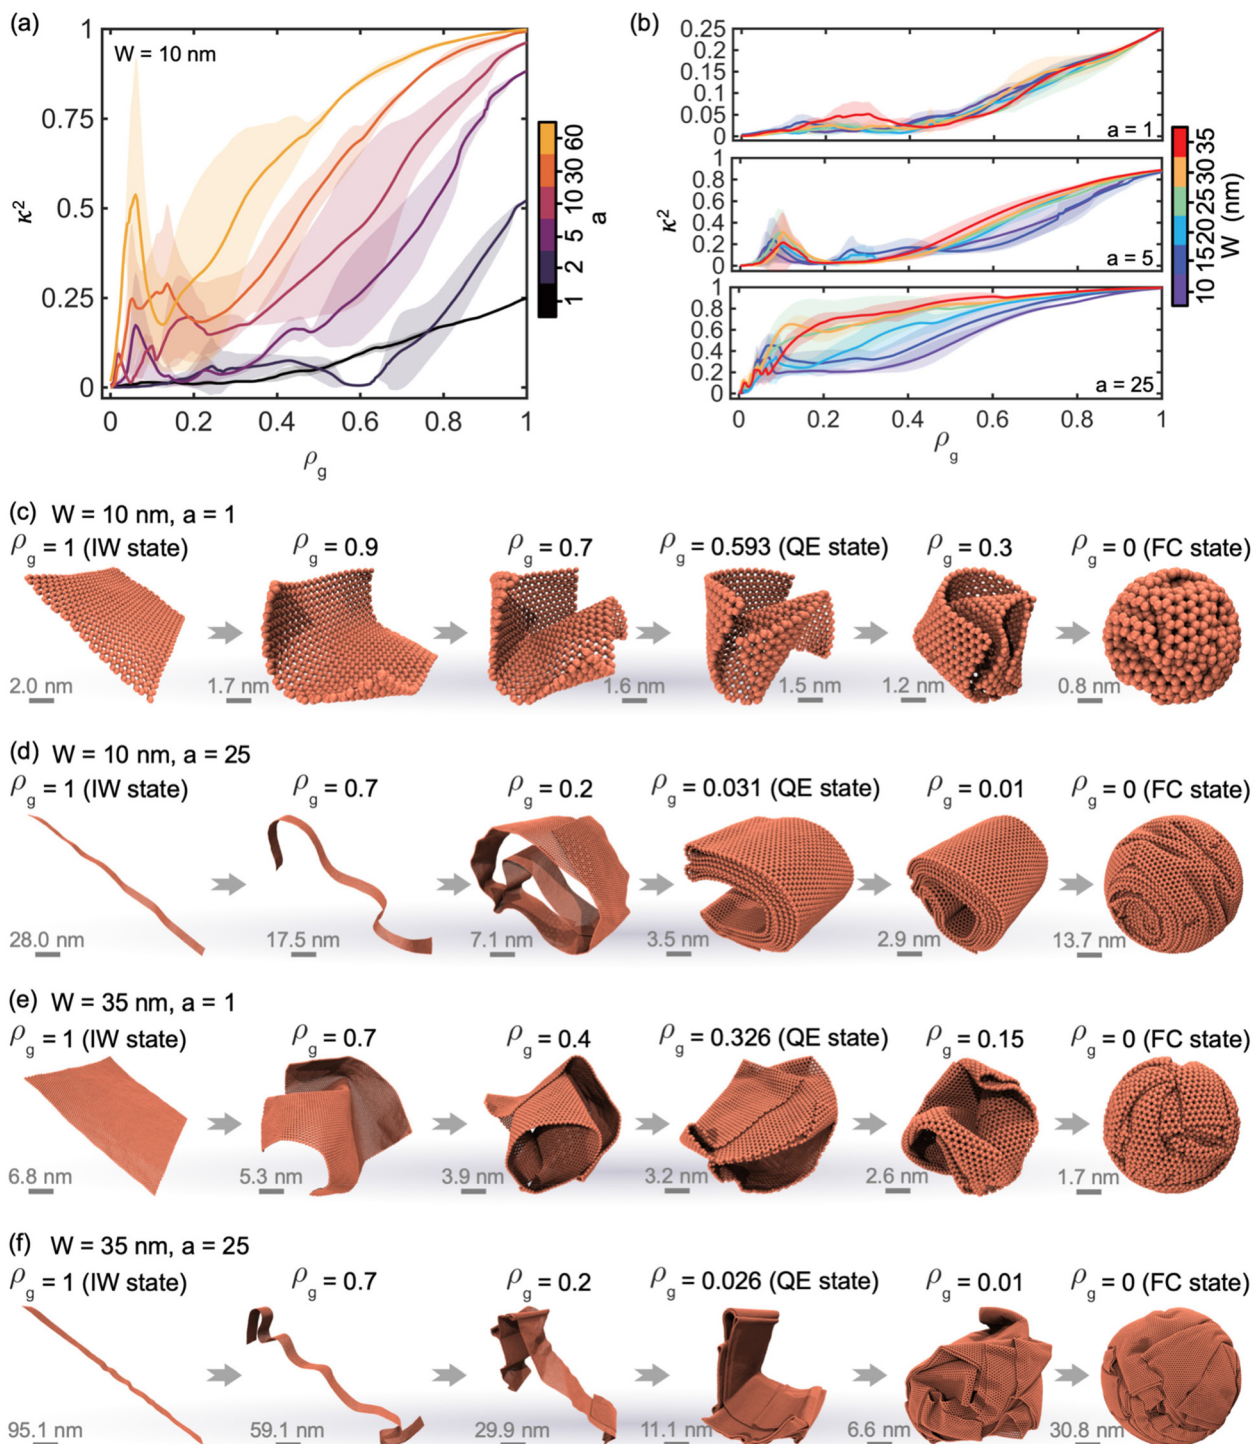 (a)
W = 10 nm
1
0.75
0.5
0.25
0
κ²
0 0.2 0.4 0.6 0.8 1
ρg
60
30
10
5
2
1
a
(b)
0.25
0.2
0.15
0.1
0.05
0
a = 1
1
0.8
0.6
0.4
0.2
0
κ²
a = 5
1
0.8
0.6
0.4
0.2
0
a = 25
0 0.2 0.4 0.6 0.8 1
ρg
10 15 20 25 30 35
W (nm)
(c) W = 10 nm, a = 1
ρg = 1 (IW state) ρg = 0.9 ρg = 0.7 ρg = 0.593 (QE state) ρg = 0.3 ρg = 0 (FC state)
2.0 nm 1.7 nm 1.6 nm 1.5 nm 1.2 nm 0.8 nm
(d) W = 10 nm, a = 25
ρg = 1 (IW state) ρg = 0.7 ρg = 0.2 ρg = 0.031 (QE state) ρg = 0.01 ρg = 0 (FC state)
28.0 nm 17.5 nm 7.1 nm 3.5 nm 2.9 nm 13.7 nm
(e) W = 35 nm, a = 1
ρg = 1 (IW state) ρg = 0.7 ρg = 0.4 ρg = 0.326 (QE state) ρg = 0.15 ρg = 0 (FC state)
6.8 nm 5.3 nm 3.9 nm 3.2 nm 2.6 nm 1.7 nm
(f) W = 35 nm, a = 25
ρg = 1 (IW state) ρg = 0.7 ρg = 0.2 ρg = 0.026 (QE state) ρg = 0.01 ρg = 0 (FC state)
95.1 nm 59.1 nm 29.9 nm 11.1 nm 6.6 nm 30.8 nm